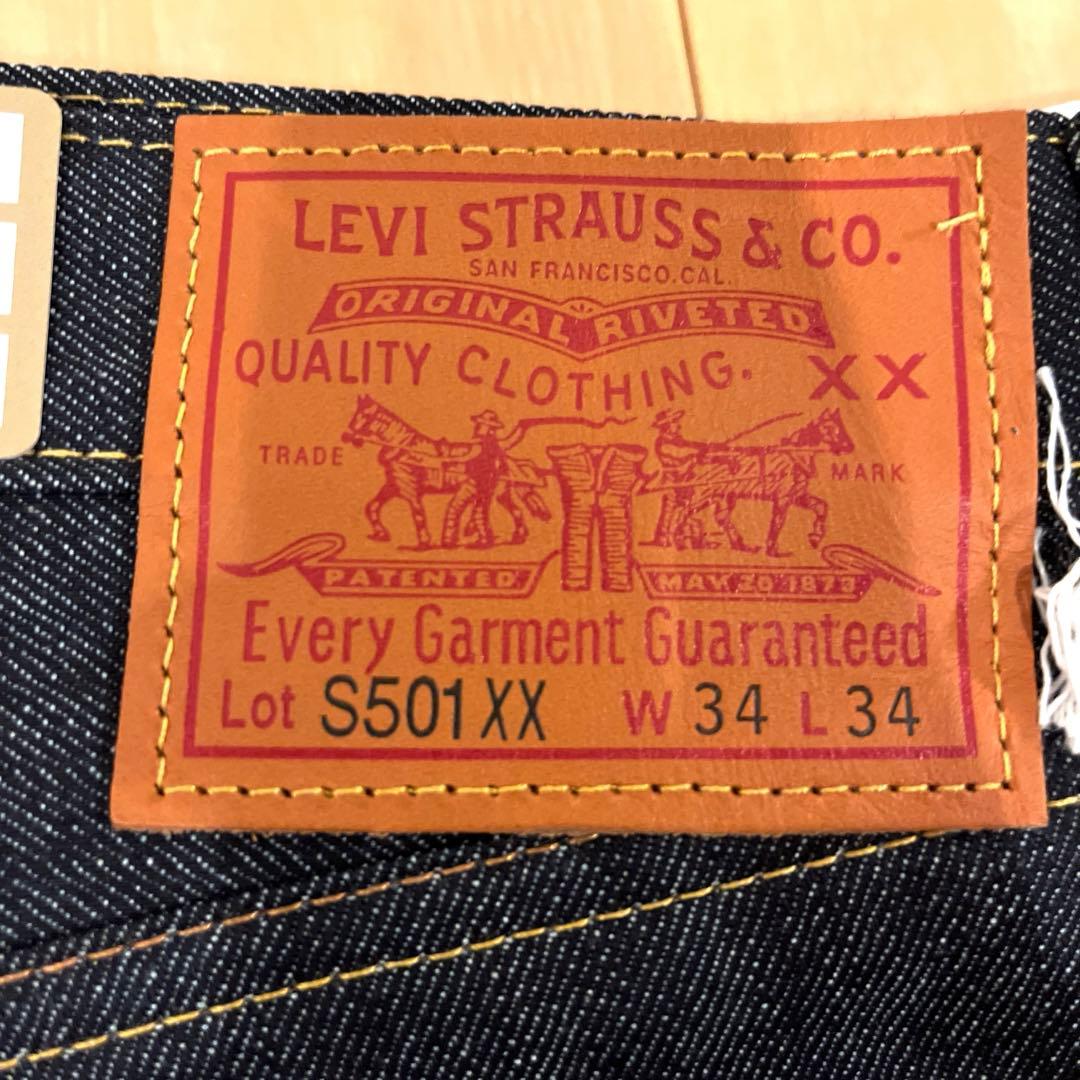 LEVI STRAUSS & CO.
SAN FRANCISCO.CAL.
ORIGINAL RIVETED
QUALITY CLOTHING. XX
TRADE MARK
PATENTED MAY 20 1873
Every Garment Guaranteed
Lot S501XX W 34 L 34